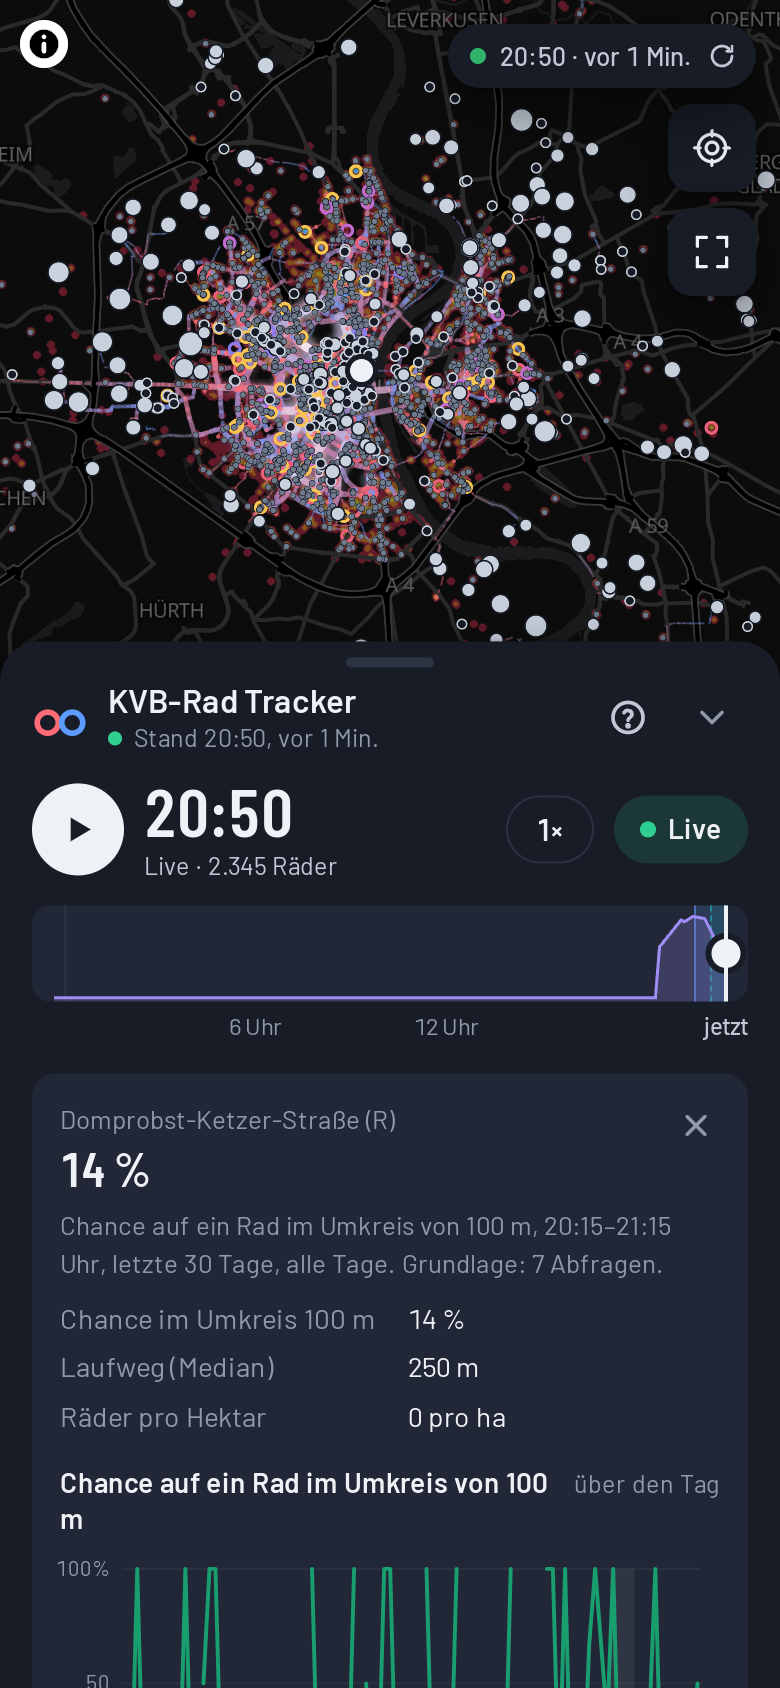 LEVERKUSEN
ODENTH
20:50 · vor 1 Min.
EIM
A 57
A 3
A 4
CHEN
A 59
A 4
HÜRTH
KVB-Rad Tracker
Stand 20:50, vor 1 Min.
20:50
Live · 2.345 Räder
1×
Live
6 Uhr
12 Uhr
jetzt
Domprobst-Ketzer-Straße (R)
14 %
Chance auf ein Rad im Umkreis von 100 m, 20:15–21:15
Uhr, letzte 30 Tage, alle Tage. Grundlage: 7 Abfragen.
Chance im Umkreis 100 m 14 %
Laufweg (Median) 250 m
Räder pro Hektar 0 pro ha
Chance auf ein Rad im Umkreis von 100 über den Tag
m
100%
50